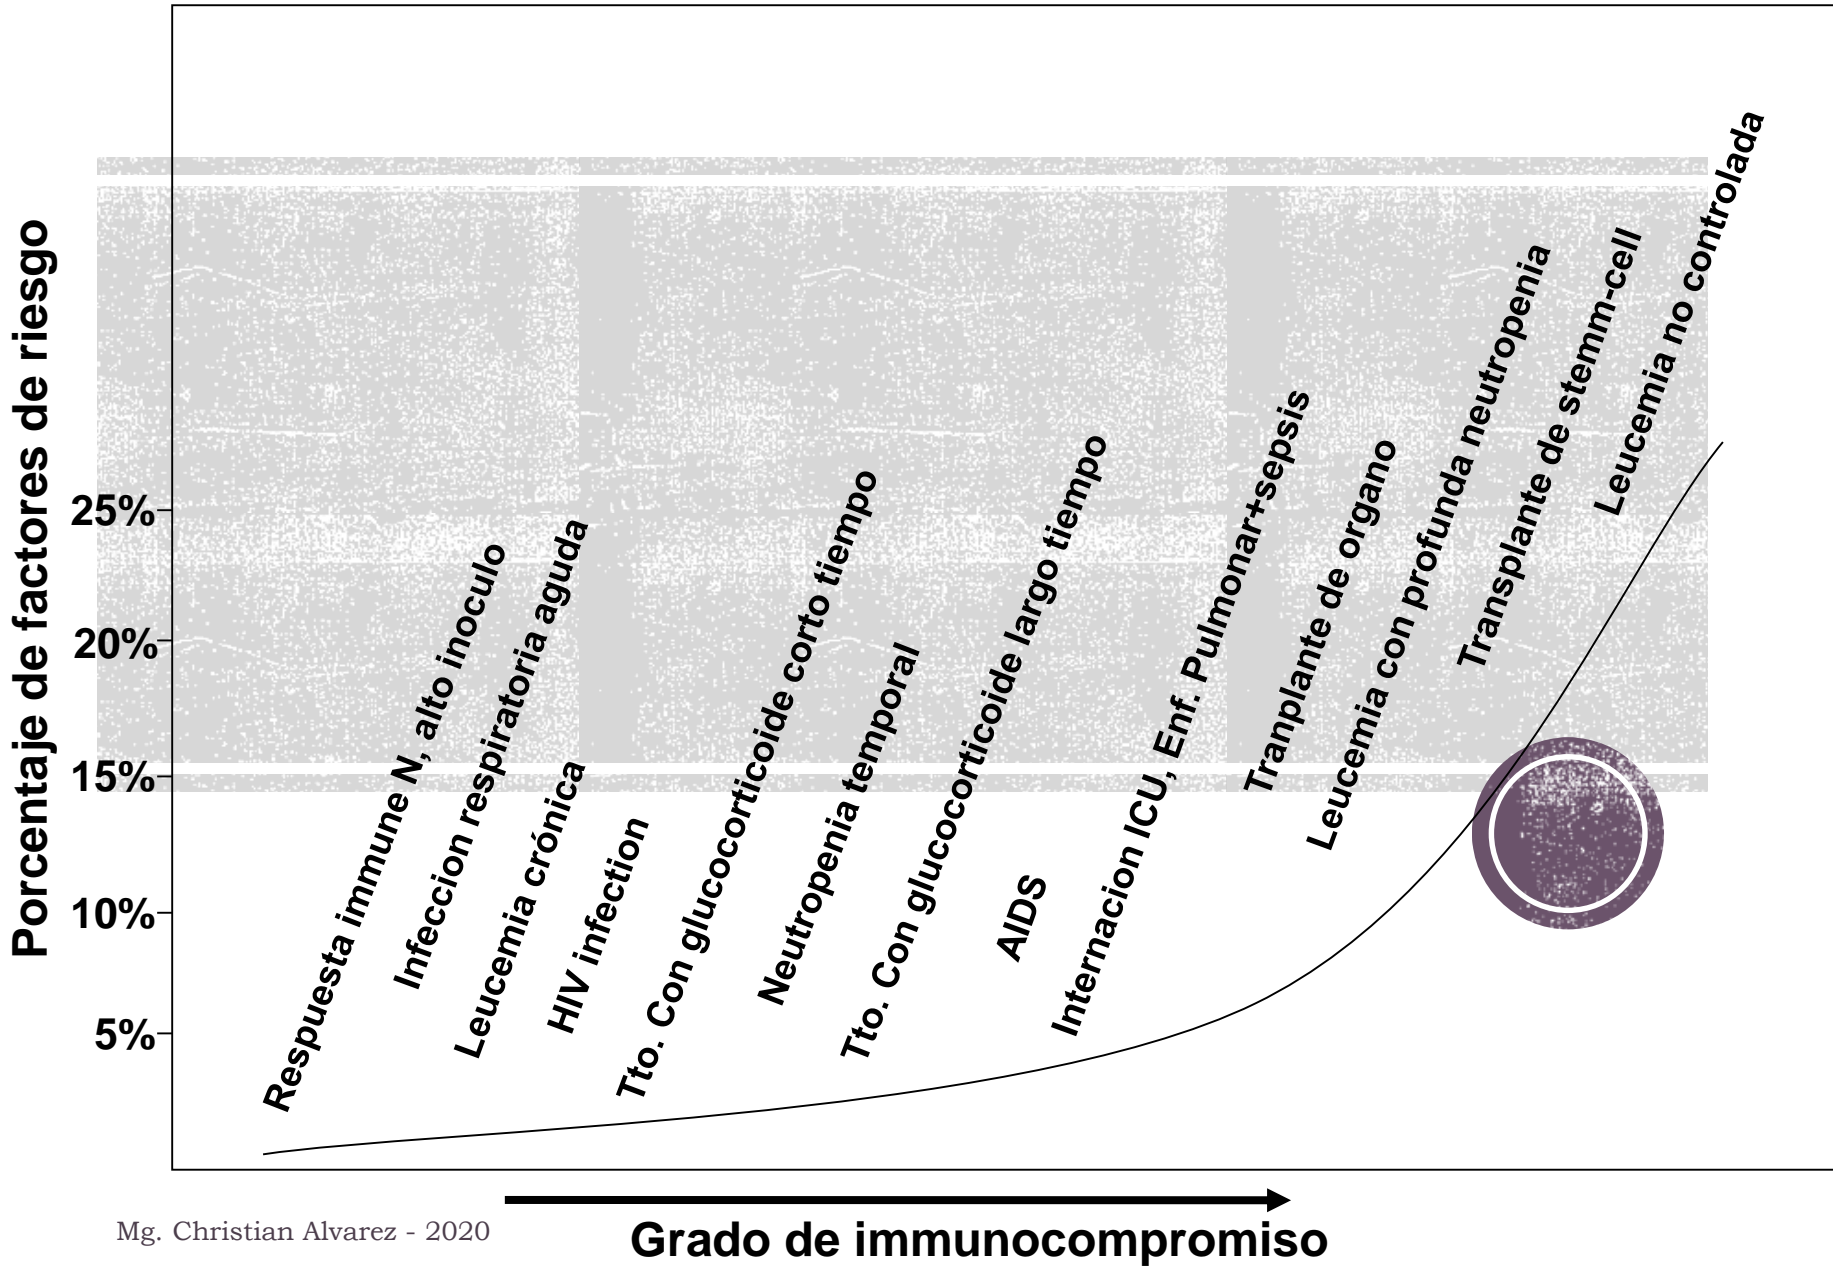 Porcentaje de factores de riesgo
25%
20%
15%
10%
5%
Respuesta immune N, alto inoculo
Infeccion respiratoria aguda
Leucemia crónica
HIV infection
Tto. Con glucocorticoide corto tiempo
Neutropenia temporal
Tto. Con glucocorticoide largo tiempo
AIDS
Internacion ICU, Enf. Pulmonar+sepsis
Tranplante de organo
Leucemia con profunda neutropenia
Transplante de stemm-cell
Leucemia no controlada
Mg. Christian Alvarez - 2020
Grado de immunocompromiso